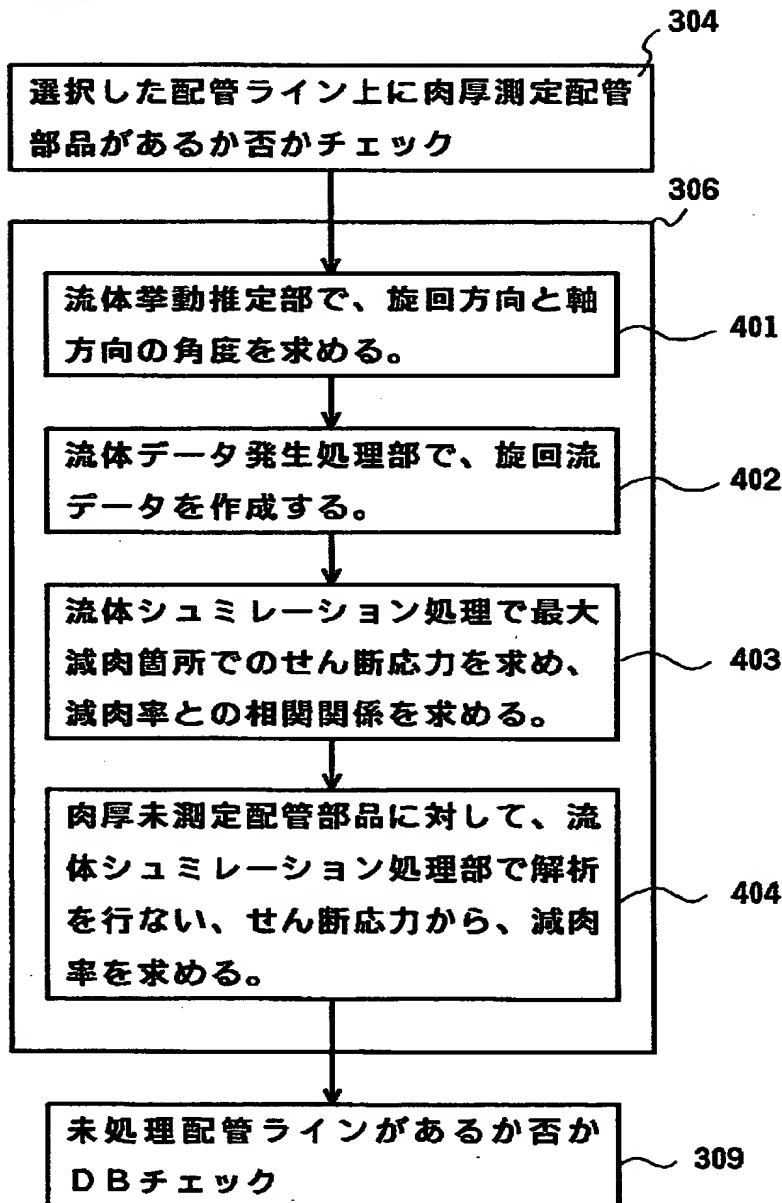 304
選択した配管ライン上に肉厚測定配管
部品があるか否かチェック
306
流体挙動推定部で、旋回方向と軸
方向の角度を求める。
401
流体データ発生処理部で、旋回流
データを作成する。
402
流体シュミレーション処理で最大
減肉箇所でのせん断応力を求め、
減肉率との相関関係を求める。
403
肉厚未測定配管部品に対して、流
体シュミレーション処理部で解析
を行ない、せん断応力から、減肉
率を求める。
404
未処理配管ラインがあるか否か
DBチェック
309